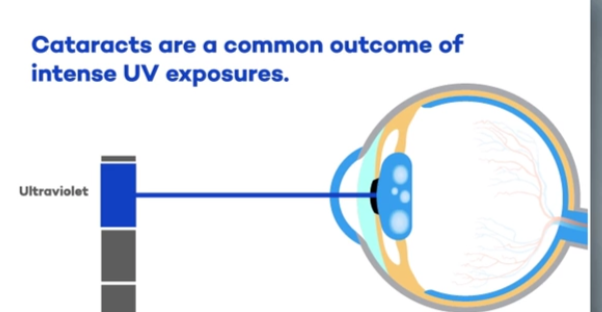 Cataracts are a common outcome of
intense UV exposures.
Ultraviolet